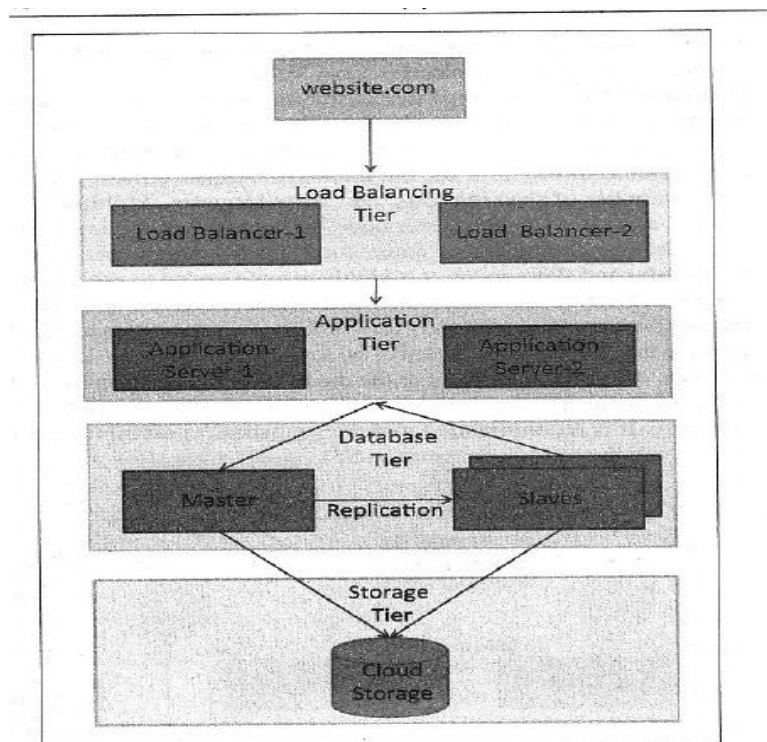 website.com
Load Balancing
Tier
Load Balancer-1
Load Balancer-2
Application
Tier
Application
Server-1
Application
Server-2
Database
Tier
Master
Replication
Slaves
Storage
Tier
Cloud
Storage